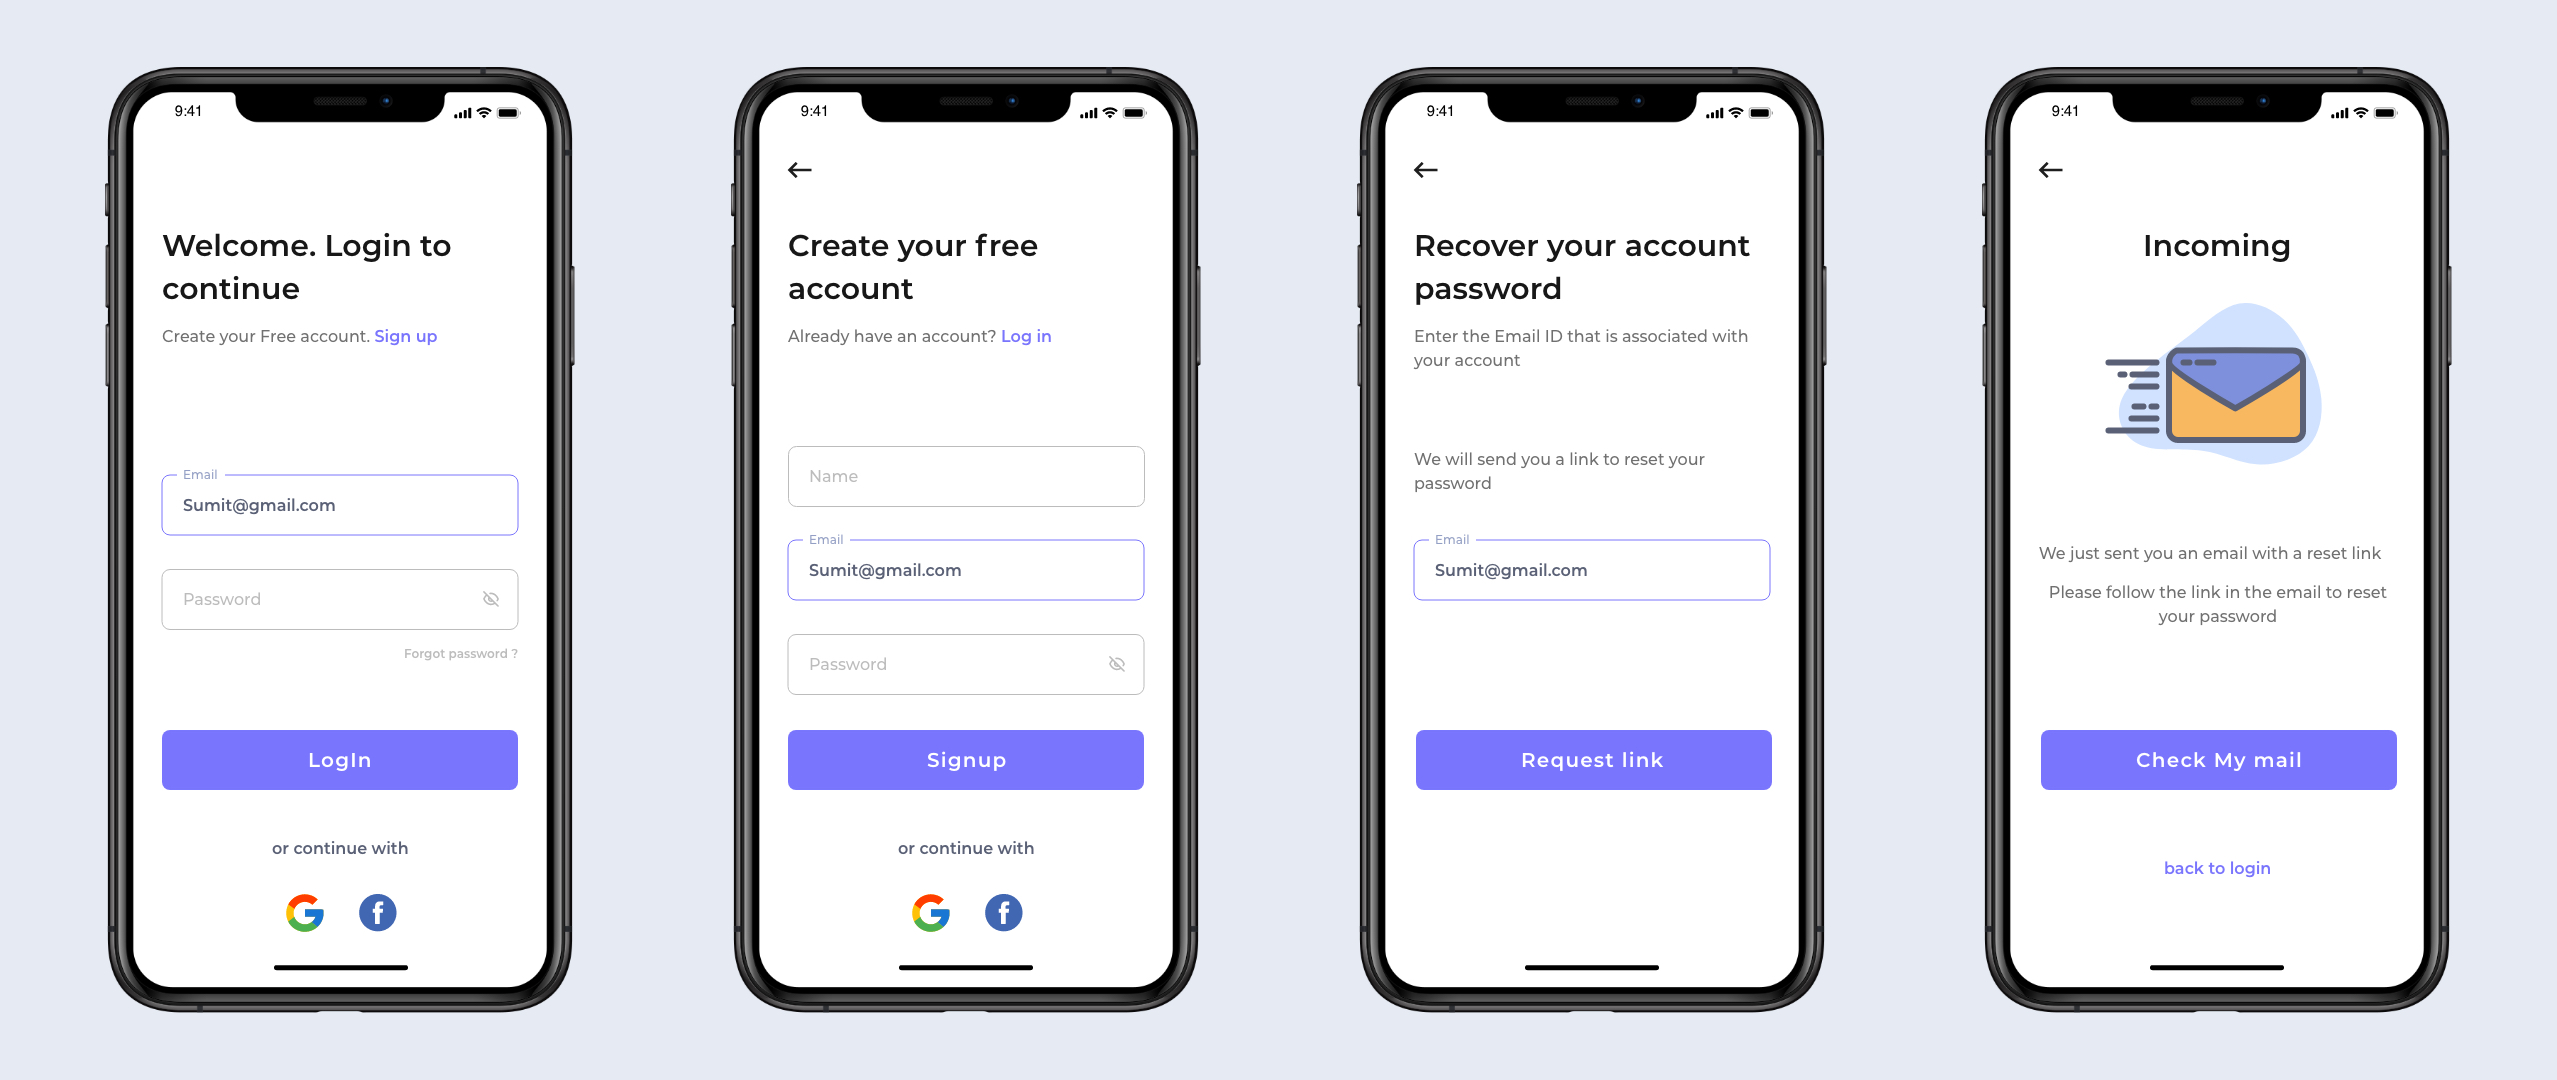 9:41
Welcome. Login to
continue
Create your Free account. Sign up
Email
Sumit@gmail.com
Password
Forgot password ?
LogIn
or continue with
9:41
Create your free
account
Already have an account? Log in
Name
Email
Sumit@gmail.com
Password
Signup
or continue with
9:41
Recover your account
password
Enter the Email ID that is associated with
your account
We will send you a link to reset your
password
Email
Sumit@gmail.com
Request link
9:41
Incoming
We just sent you an email with a reset link
Please follow the link in the email to reset
your password
Check My mail
back to login